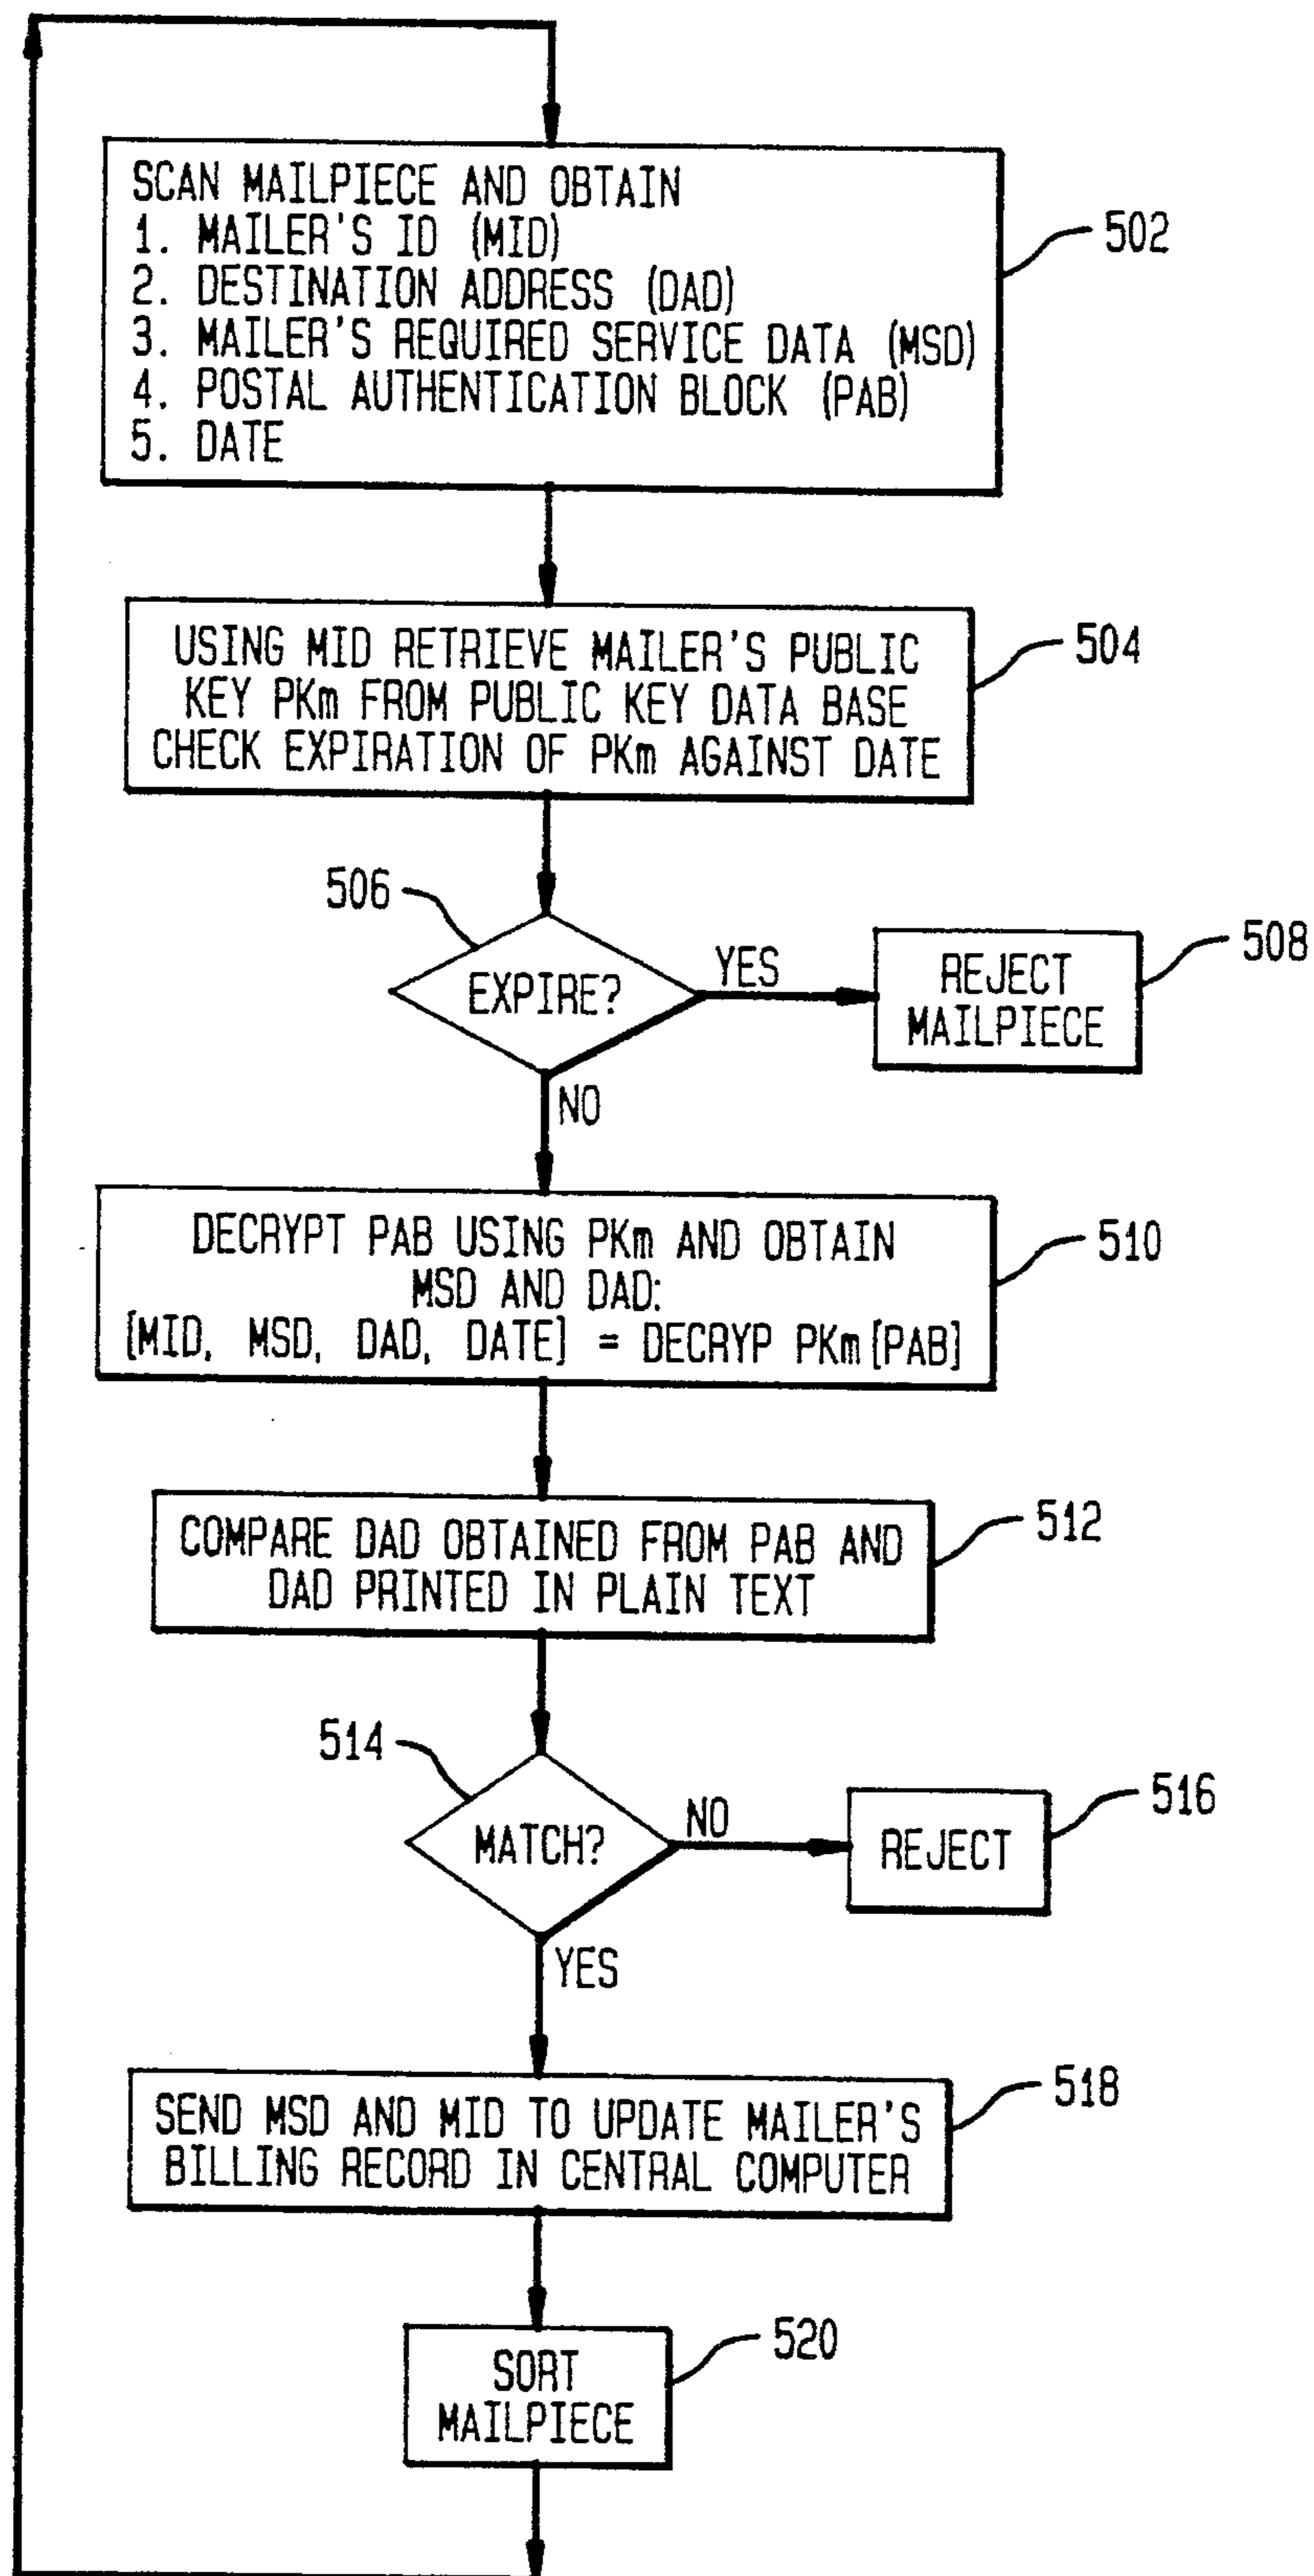 SCAN MAILPIECE AND OBTAIN
1. MAILER'S ID (MID)
2. DESTINATION ADDRESS (DAD)
3. MAILER'S REQUIRED SERVICE DATA (MSD)
4. POSTAL AUTHENTICATION BLOCK (PAB)
5. DATE
502
USING MID RETRIEVE MAILER'S PUBLIC
KEY PKm FROM PUBLIC KEY DATA BASE
CHECK EXPIRATION OF PKm AGAINST DATE
504
506
EXPIRE?
YES
REJECT
MAILPIECE
508
NO
DECRYPT PAB USING PKm AND OBTAIN
MSD AND DAD:
[MID, MSD, DAD, DATE] = DECRYP PKm[PAB]
510
COMPARE DAD OBTAINED FROM PAB AND
DAD PRINTED IN PLAIN TEXT
512
514
MATCH?
NO
REJECT
516
YES
SEND MSD AND MID TO UPDATE MAILER'S
BILLING RECORD IN CENTRAL COMPUTER
518
SORT
MAILPIECE
520